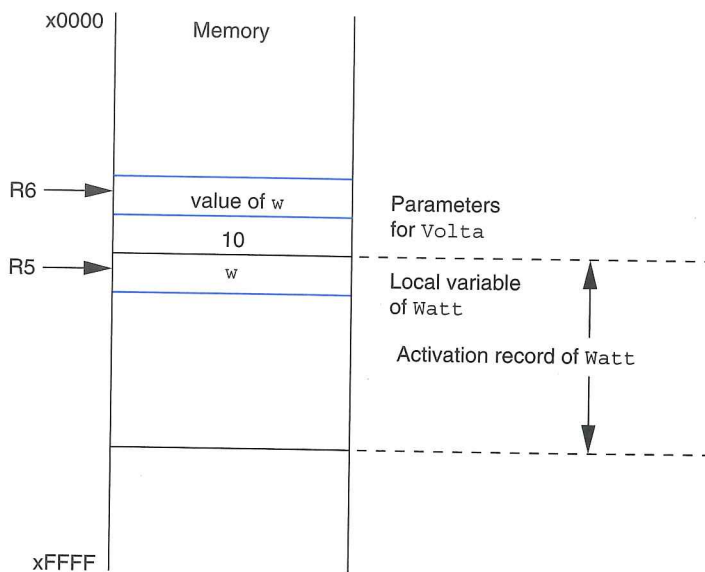 x0000
Memory
R6
value of w
Parameters
for Volta
10
R5
w
Local variable
of Watt
Activation record of Watt
xFFFF